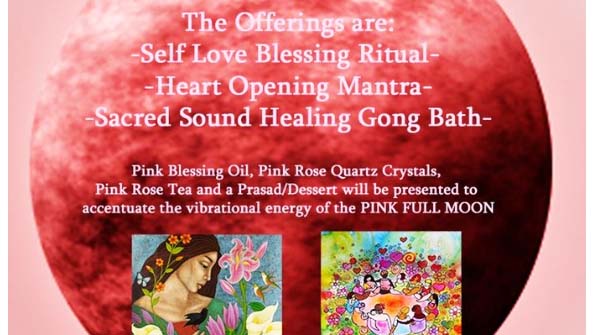 The Offerings are:
-Self Love Blessing Ritual-
-Heart Opening Mantra-
-Sacred Sound Healing Gong Bath-
Pink Blessing Oil, Pink Rose Quartz Crystals,
Pink Rose Tea and a Prasad/Dessert will be presented to
accentuate the vibrational energy of the PINK FULL MOON